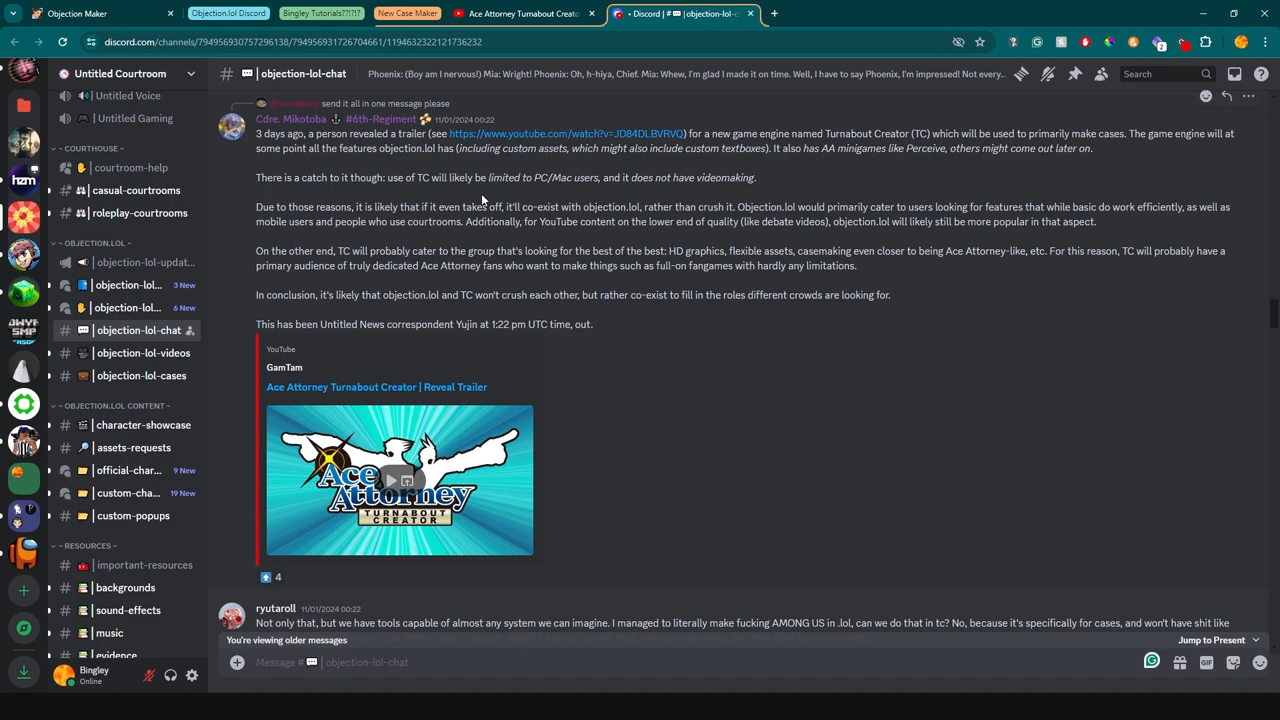 Objection Maker
Objection.lol Discord
Bingley Tutorials??!?!?
New Case Maker
Ace Attorney Turnabout Creato
• Discord | # | objection-lol-c
discord.com/channels/794956930757296138/794956931726704661/1194632322121736232
Untitled Courtroom
objection-lol-chat
Phoenix: (Boy am I nervous!) Mia: Wright! Phoenix: Oh, h-hiya, Chief. Mia: Whew, I'm glad I made it on time. Well, I have to say Phoenix, I'm impressed! Not every...
Search
Untitled Voice
Untitled Gaming
- COURTHOUSE -
courtroom-help
casual-courtrooms
roleplay-courtrooms
- OBJECTION.LOL -
objection-lol-updat...
objection-lol... 3 New
objection-lol... 6 New
objection-lol-chat
objection-lol-videos
objection-lol-cases
- OBJECTION.LOL CONTENT -
character-showcase
assets-requests
official-char... 9 New
custom-cha... 19 New
custom-popups
- RESOURCES -
important-resources
backgrounds
sound-effects
music
evidence
Bingley
Online
send it all in one message please
Cdre. Mikotoba ⚓ #6th-Regiment 11/01/2024 00:22
3 days ago, a person revealed a trailer (see https://www.youtube.com/watch?v=JD84DLBVRVQ) for a new game engine named Turnabout Creator (TC) which will be used to primarily make cases. The game engine will at
some point all the features objection.lol has (including custom assets, which might also include custom textboxes). It also has AA minigames like Perceive, others might come out later on.
There is a catch to it though: use of TC will likely be limited to PC/Mac users, and it does not have videomaking.
Due to those reasons, it is likely that if it even takes off, it'll co-exist with objection.lol, rather than crush it. Objection.lol would primarily cater to users looking for features that while basic do work efficiently, as well as
mobile users and people who use courtrooms. Additionally, for YouTube content on the lower end of quality (like debate videos), objection.lol will likely still be more popular in that aspect.
On the other end, TC will probably cater to the group that's looking for the best of the best: HD graphics, flexible assets, casemaking even closer to being Ace Attorney-like, etc. For this reason, TC will probably have a
primary audience of truly dedicated Ace Attorney fans who want to make things such as full-on fangames with hardly any limitations.
In conclusion, it's likely that objection.lol and TC won't crush each other, but rather co-exist to fill in the roles different crowds are looking for.
This has been Untitled News correspondent Yujin at 1:22 pm UTC time, out.
YouTube
GamTam
Ace Attorney Turnabout Creator | Reveal Trailer
Ace
Attorney
TURNABOUT
CREATOR
4
ryutaroll 11/01/2024 00:22
Not only that, but we have tools capable of almost any system we can imagine. I managed to literally make fucking AMONG US in .lol, can we do that in tc? No, because it's specifically for cases, and won't have shit like
You're viewing older messages
Jump to Present
Message # | objection-lol-chat
GIF